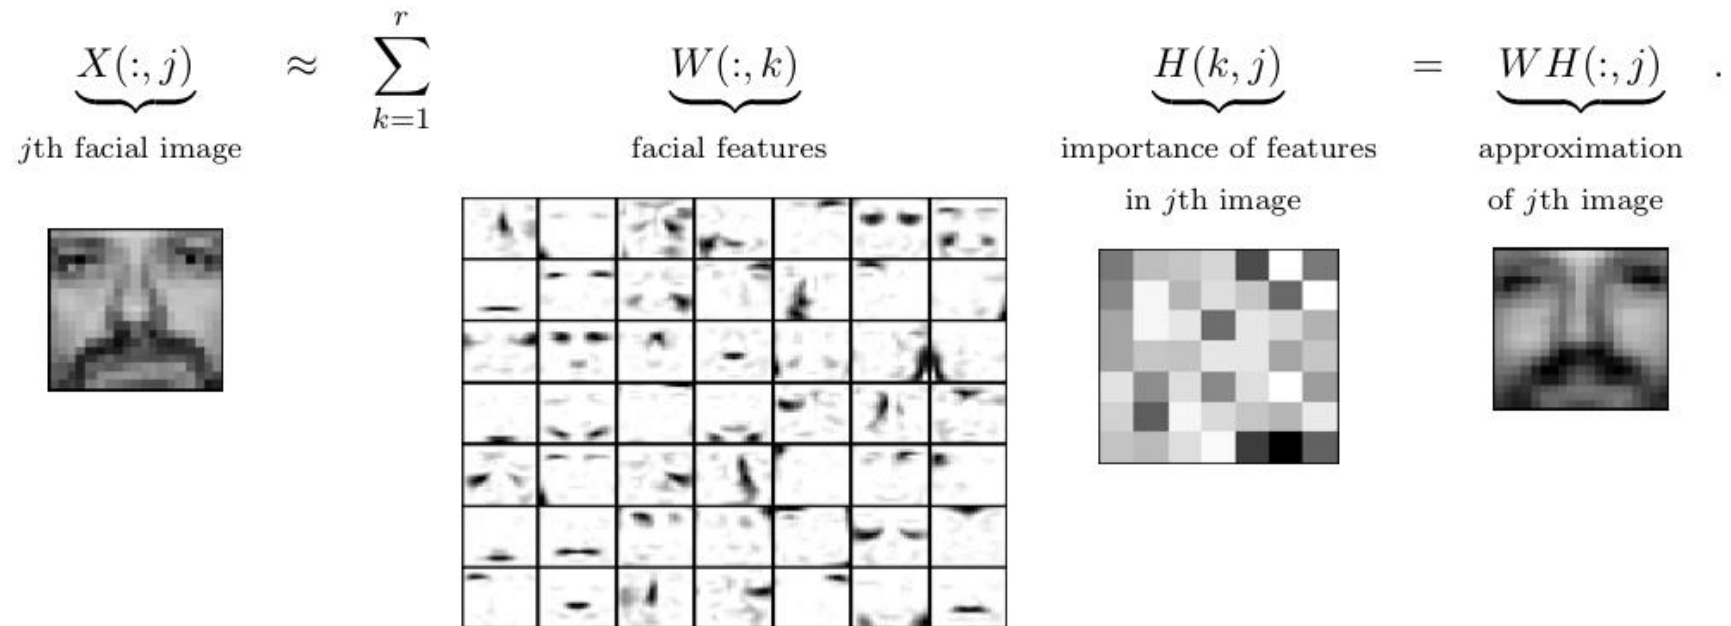 X(:, j) ≈ ∑_{k=1}^{r} W(:, k) H(k, j) = WH(:, j) .
jth facial image
facial features
importance of features
in jth image
approximation
of jth image